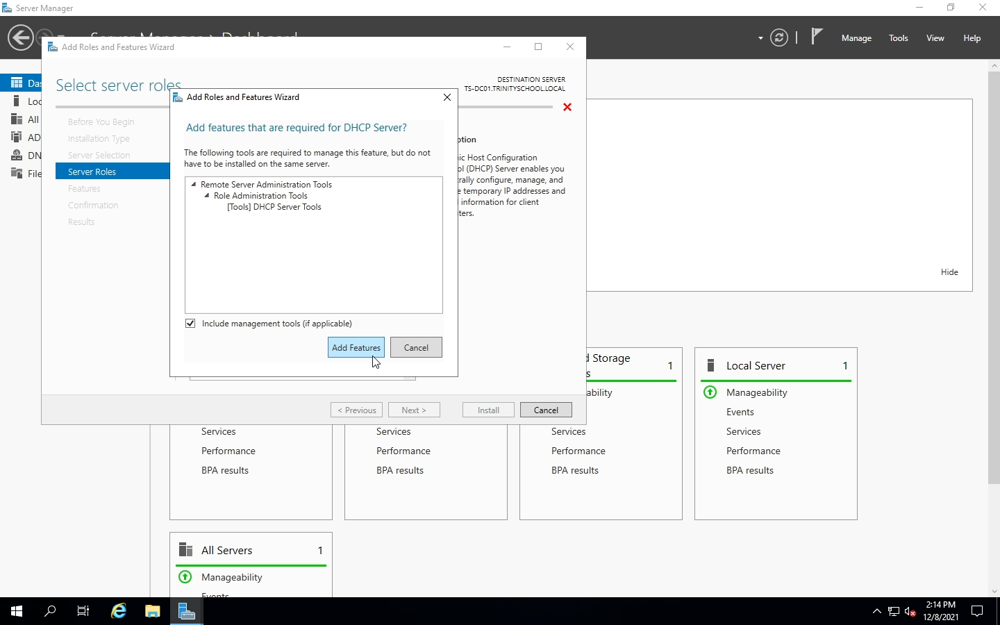 Server Manager
Add Roles and Features Wizard
Manage
Tools
View
Help
Select server roles
DESTINATION SERVER
TS-DC01.TRINITYSCHOOL.LOCAL
Before You Begin
Installation Type
Server Selection
Server Roles
Features
Confirmation
Results
All
AD
DN
File
Add Roles and Features Wizard
Add features that are required for DHCP Server?
The following tools are required to manage this feature, but do not
have to be installed on the same server.
Remote Server Administration Tools
Role Administration Tools
[Tools] DHCP Server Tools
Include management tools (if applicable)
Add Features
Cancel
ption
ic Host Configuration
ol (DHCP) Server enables you
rally configure, manage, and
e temporary IP addresses and
information for client
ters.
< Previous
Next >
Install
Cancel
Hide
Services
Performance
BPA results
Services
Performance
BPA results
d Storage
s
1
ability
Services
Performance
BPA results
Local Server
1
Manageability
Events
Services
Performance
BPA results
All Servers
1
Manageability
Events
2:14 PM
12/8/2021